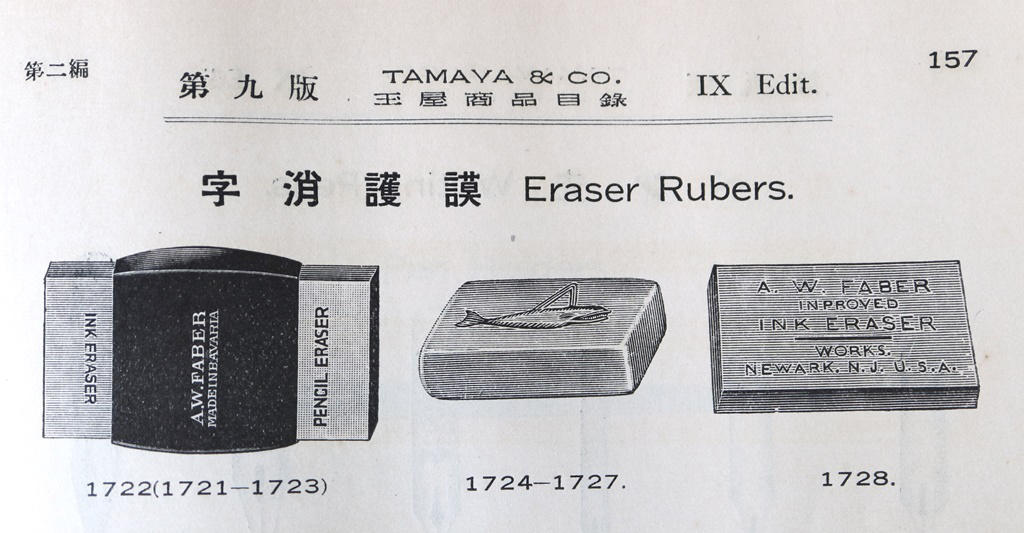 第二編
第九版 TAMAYA & CO. IX Edit.
玉屋商品目錄
157
字消護謨 Eraser Rubers.
INK ERASER
A.W.FABER
MADE IN BAVARIA
PENCIL ERASER
A. W. FABER
INPROVED
INK ERASER
WORKS.
NEWARK. N.J. U.S.A.
1722(1721—1723)
1724—1727.
1728.